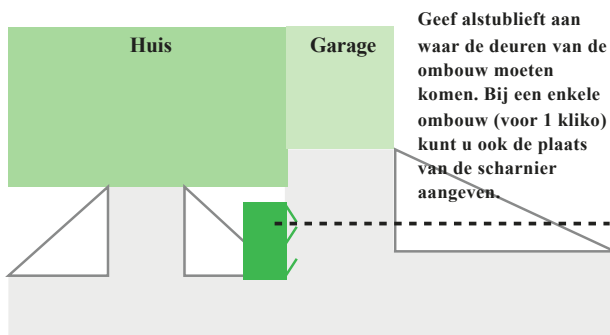 Huis
Garage
Geef alstublieft aan
waar de deuren van de
ombouw moeten
komen. Bij een enkele
ombouw (voor 1 kliko)
kunt u ook de plaats
van de scharnier
aangeven.